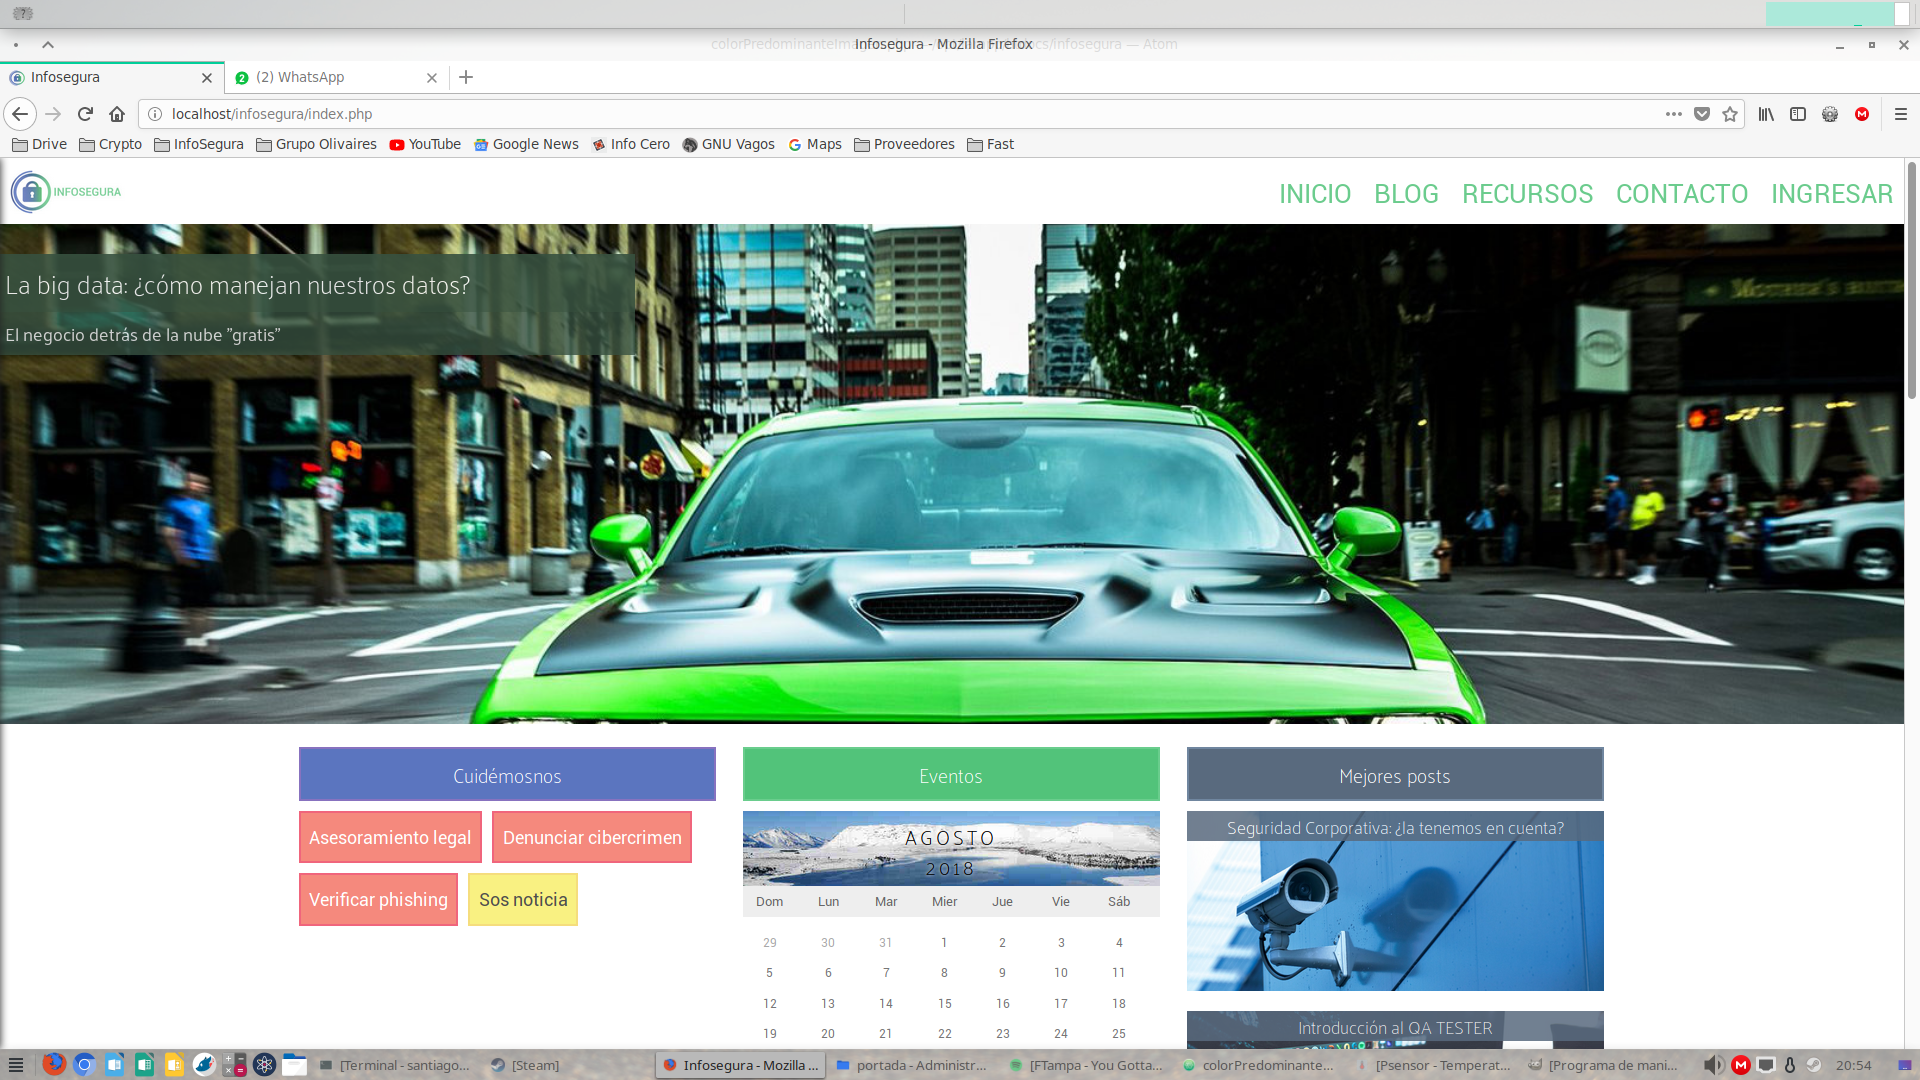 Infosegura - Mozilla Firefox
Infosegura
(2) WhatsApp
localhost/infosegura/index.php
Drive
Crypto
InfoSegura
Grupo Olivaires
YouTube
Google News
Info Cero
GNU Vagos
Maps
Proveedores
Fast
INFOSEGURA
INICIO
BLOG
RECURSOS
CONTACTO
INGRESAR
La big data: ¿cómo manejan nuestros datos?
El negocio detrás de la nube "gratis"
Cuidémosnos
Eventos
Mejores posts
Asesoramiento legal
Denunciar cibercrimen
Verificar phishing
Sos noticia
AGOSTO
2018
Dom Lun Mar Mier Jue Vie Sáb
29 30 31 1 2 3 4
5 6 7 8 9 10 11
12 13 14 15 16 17 18
19 20 21 22 23 24 25
Seguridad Corporativa: ¿la tenemos en cuenta?
Introducción al QA TESTER
[Terminal - santiago...
[Steam]
Infosegura - Mozilla ...
portada - Administr...
[FTampa - You Gotta...
colorPredominante...
[Psensor - Temperat...
[Programa de mani...
20:54